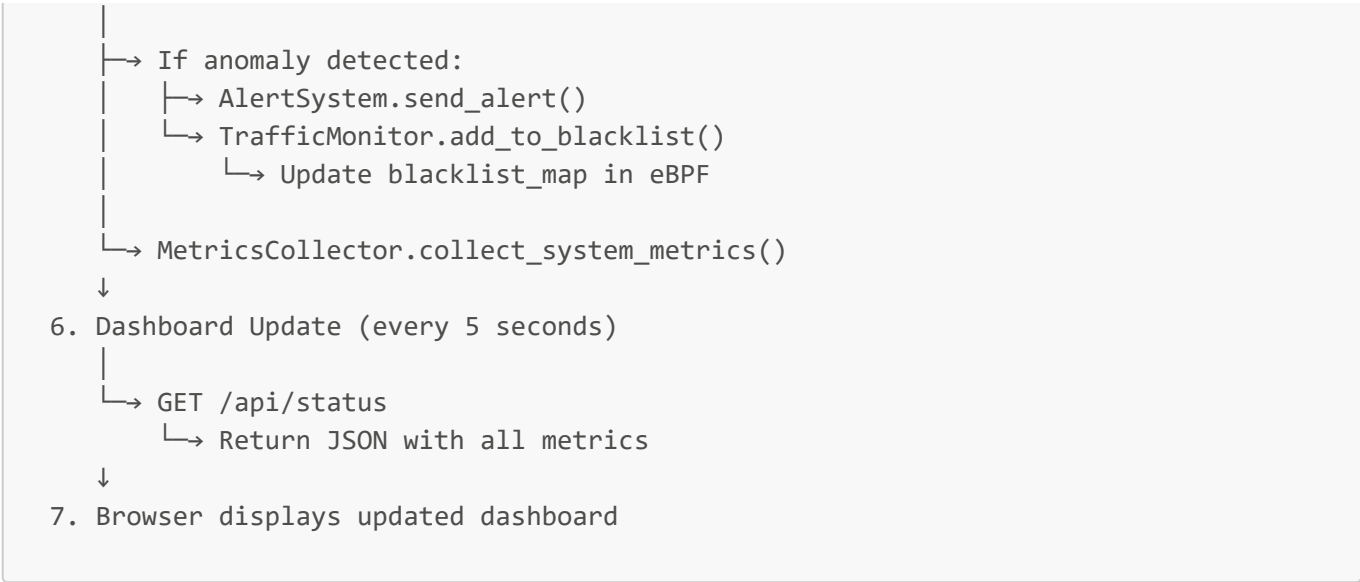 │
├─→ If anomaly detected:
│   ├─→ AlertSystem.send_alert()
│   └─→ TrafficMonitor.add_to_blacklist()
│       └─→ Update blacklist_map in eBPF
│
└─→ MetricsCollector.collect_system_metrics()
↓
6. Dashboard Update (every 5 seconds)
│
└─→ GET /api/status
└─→ Return JSON with all metrics
↓
7. Browser displays updated dashboard